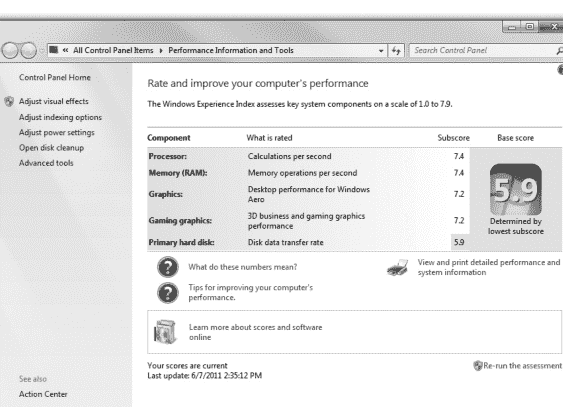 « All Control Panel Items ▸ Performance Information and Tools
Search Control Panel
Control Panel Home
Adjust visual effects
Adjust indexing options
Adjust power settings
Open disk cleanup
Advanced tools
See also
Action Center
Rate and improve your computer's performance
The Windows Experience Index assesses key system components on a scale of 1.0 to 7.9.
Component What is rated Subscore Base score
Processor: Calculations per second 7.4
Memory (RAM): Memory operations per second 7.4
Graphics: Desktop performance for Windows
Aero 7.2
Gaming graphics: 3D business and gaming graphics
performance 7.2
Primary hard disk: Disk data transfer rate 5.9
5.9
Determined by
lowest subscore
What do these numbers mean?
Tips for improving your computer's
performance.
View and print detailed performance and
system information
Learn more about scores and software
online
Your scores are current
Last update: 6/7/2011 2:35:12 PM
Re-run the assessment